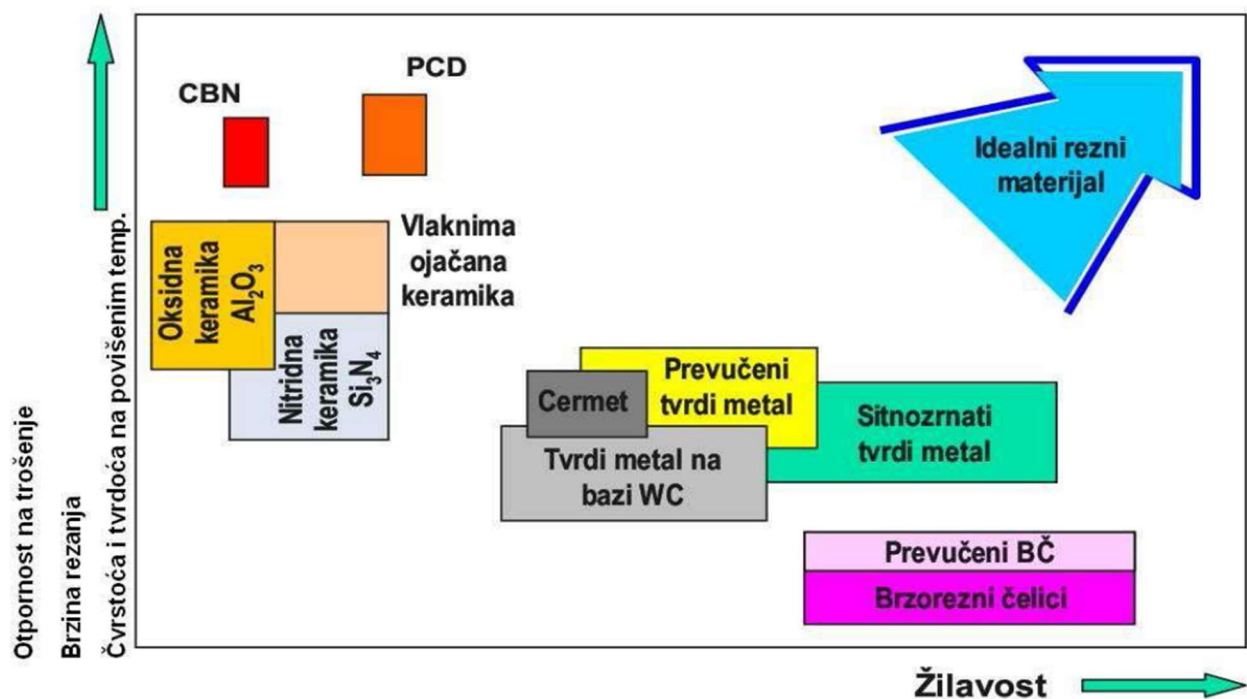 PCD
CBN
Idealni rezni
materijal
Vlaknima
ojačana
keramika
Oksidna
keramika
Al₂O₃
Nitridna
keramika
Si₃N₄
Prevučeni
tvrdi metal
Cermet
Sitnozrnati
tvrdi metal
Tvrdi metal na
bazi WC
Prevučeni BČ
Brzorezni čelici
Otpornost na trošenje
Brzina rezanja
Čvrstoća i tvrdoća na povišenim temp.
Žilavost